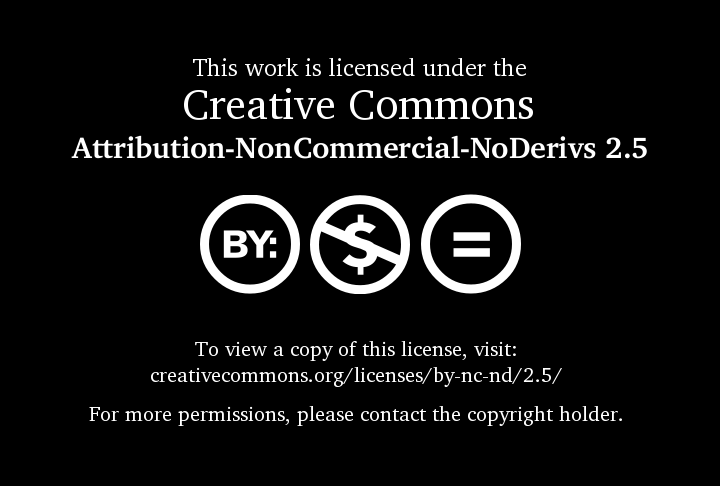 This work is licensed under the
Creative Commons
Attribution-NonCommercial-NoDerivs 2.5
BY: $ =
To view a copy of this license, visit:
creativecommons.org/licenses/by-nc-nd/2.5/
For more permissions, please contact the copyright holder.